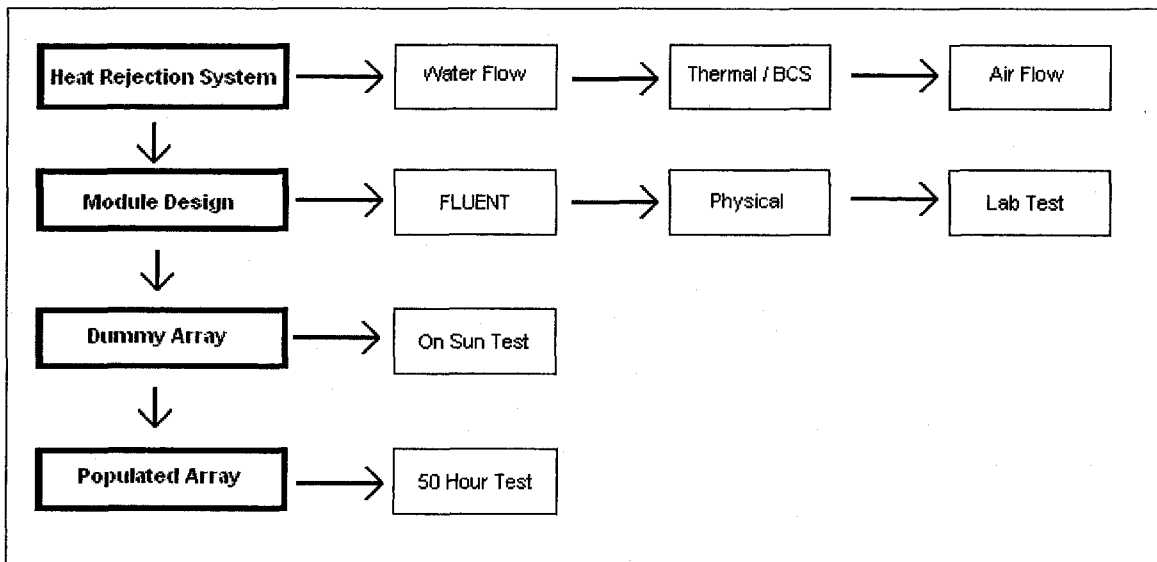 Heat Rejection System
Water Flow
Thermal / BCS
Air Flow
Module Design
FLUENT
Physical
Lab Test
Dummy Array
On Sun Test
Populated Array
50 Hour Test